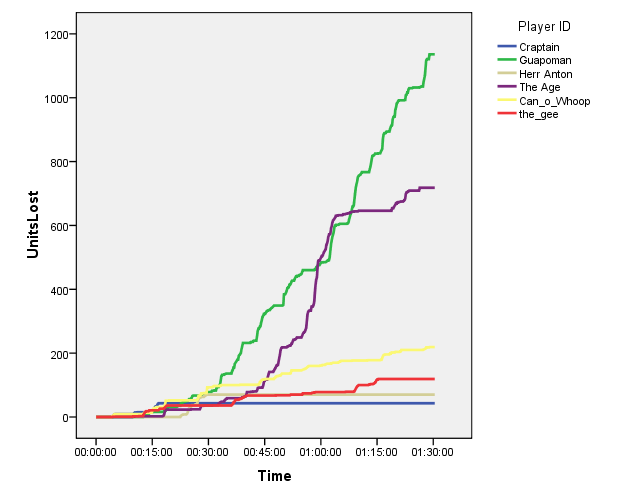 Player ID
Craptain
Guapoman
Herr Anton
The Age
Can_o_Whoop
the_gee
1200
1000
800
600
400
200
0
UnitsLost
00:00:00 00:15:00 00:30:00 00:45:00 01:00:00 01:15:00 01:30:00
Time